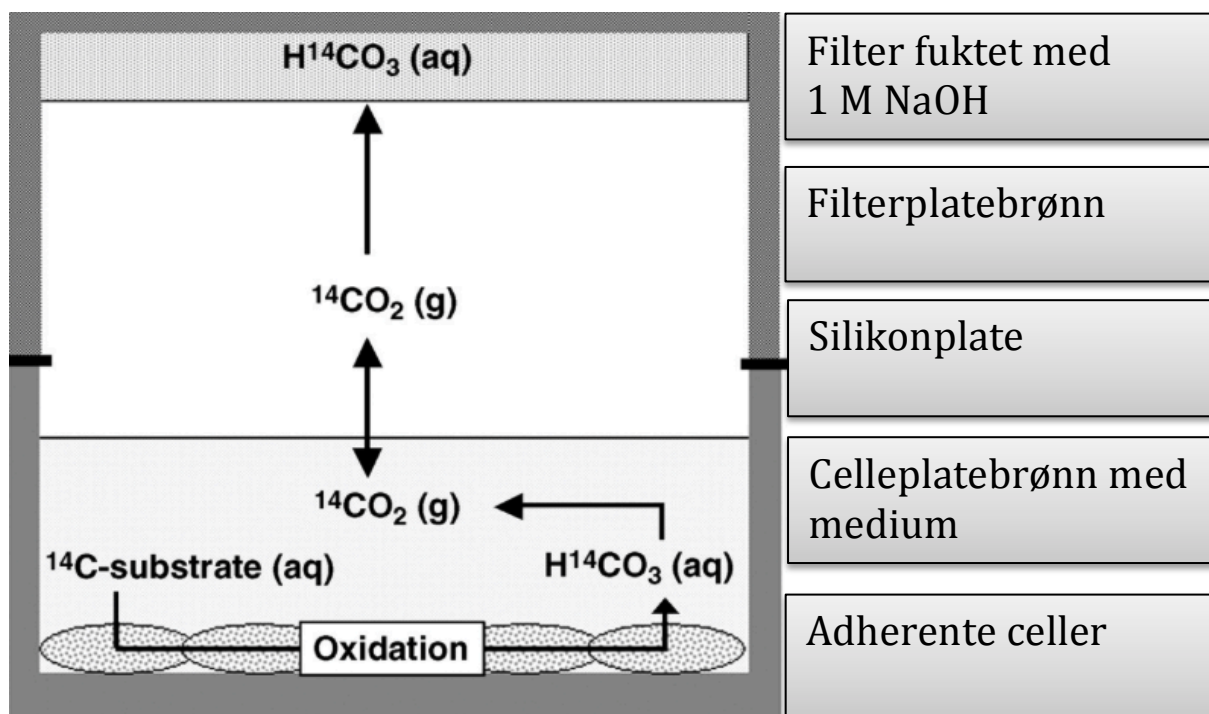 H¹⁴CO₃ (aq)
Filter fuktet med
1 M NaOH
Filterplatebrønn
¹⁴CO₂ (g)
Silikonplate
Celleplatebrønn med
medium
¹⁴CO₂ (g)
¹⁴C-substrate (aq)
H¹⁴CO₃ (aq)
Oxidation
Adherente celler